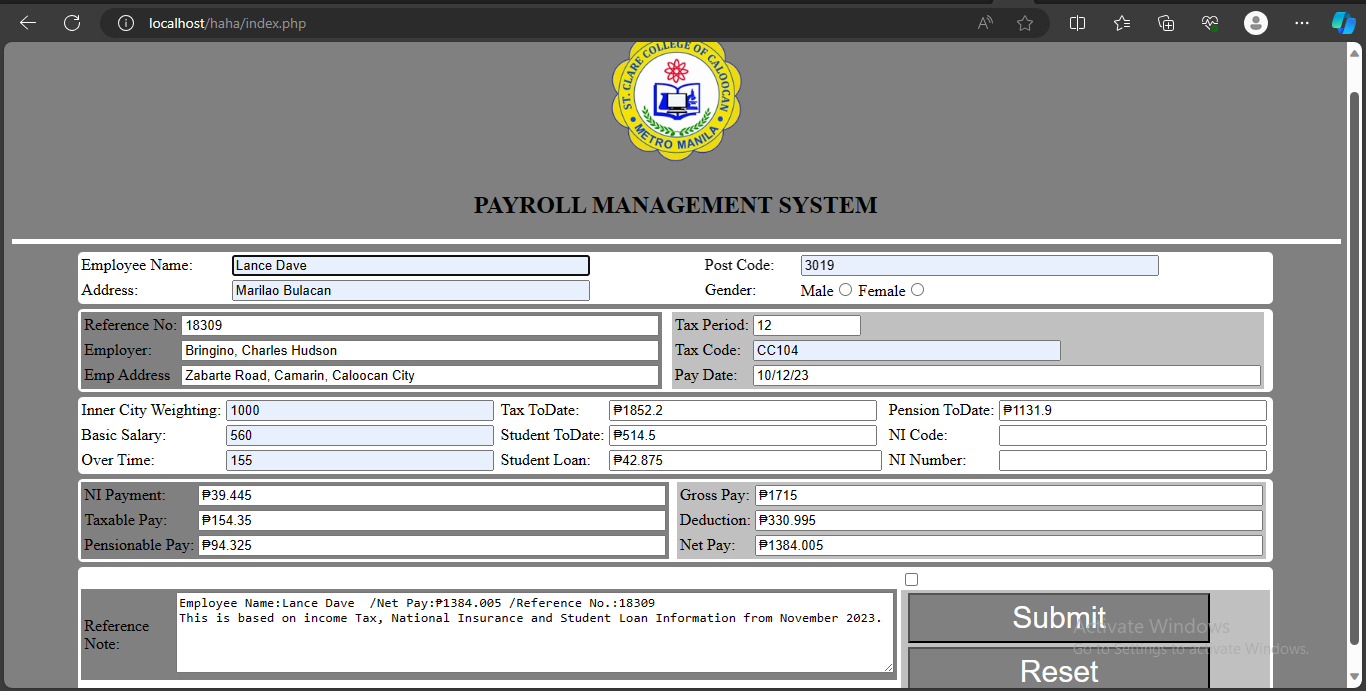 localhost/haha/index.php
ST. CLARE COLLEGE OF CALOOCAN
METRO MANILA
PAYROLL MANAGEMENT SYSTEM
Employee Name: Lance Dave Post Code: 3019
Address: Marilao Bulacan Gender: Male Female
Reference No: 18309 Tax Period: 12
Employer: Bringino, Charles Hudson Tax Code: CC104
Emp Address Zabarte Road, Camarin, Caloocan City Pay Date: 10/12/23
Inner City Weighting: 1000 Tax ToDate: ₱1852.2 Pension ToDate: ₱1131.9
Basic Salary: 560 Student ToDate: ₱514.5 NI Code:
Over Time: 155 Student Loan: ₱42.875 NI Number:
NI Payment: ₱39.445 Gross Pay: ₱1715
Taxable Pay: ₱154.35 Deduction: ₱330.995
Pensionable Pay: ₱94.325 Net Pay: ₱1384.005
Reference Note:
Employee Name:Lance Dave /Net Pay:₱1384.005 /Reference No.:18309
This is based on income Tax, National Insurance and Student Loan Information from November 2023.
Submit
Reset
Activate Windows
Go to Settings to activate Windows.